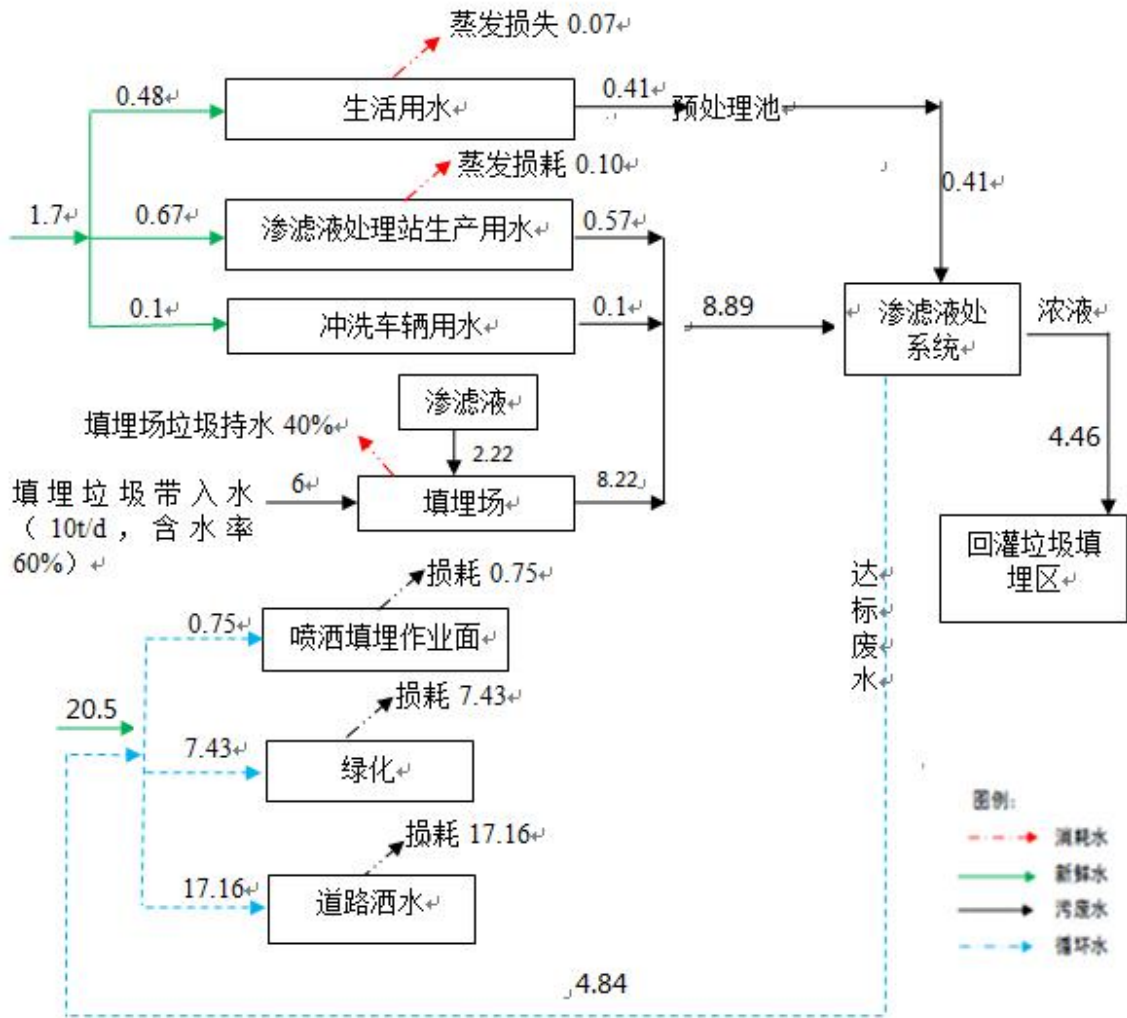 蒸发损失 0.07↵
0.48↵
生活用水↵
0.41↵
预处理池↵
蒸发损耗 0.10↵
0.41↵
1.7↵
0.67↵
渗滤液处理站生产用水↵
0.57↵
0.1↵
冲洗车辆用水↵
0.1↵
8.89
渗滤液处
系统↵
浓液↵
渗滤液↵
填埋场垃圾持水 40%↵
2.22
4.46
填埋垃圾带入水
（ 10t/d ， 含 水 率
60%）↵
6↵
填埋场↵
8.22
回灌垃圾填
埋区↵
损耗 0.75↵
0.75↵
喷洒填埋作业面↵
达↵
标↵
废↵
水↵
20.5
损耗 7.43↵
7.43↵
绿化↵
损耗 17.16↵
17.16↵
道路洒水↵
4.84
图例：
消耗水
新鲜水
污废水
循环水